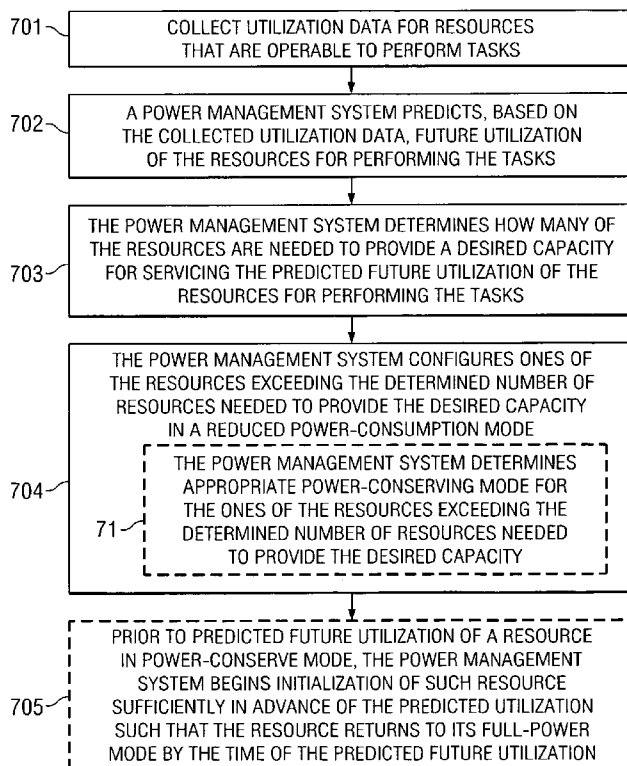 701
COLLECT UTILIZATION DATA FOR RESOURCES
THAT ARE OPERABLE TO PERFORM TASKS
702
A POWER MANAGEMENT SYSTEM PREDICTS, BASED ON
THE COLLECTED UTILIZATION DATA, FUTURE UTILIZATION
OF THE RESOURCES FOR PERFORMING THE TASKS
703
THE POWER MANAGEMENT SYSTEM DETERMINES HOW MANY OF
THE RESOURCES ARE NEEDED TO PROVIDE A DESIRED CAPACITY
FOR SERVICING THE PREDICTED FUTURE UTILIZATION OF THE
RESOURCES FOR PERFORMING THE TASKS
704
THE POWER MANAGEMENT SYSTEM CONFIGURES ONES OF
THE RESOURCES EXCEEDING THE DETERMINED NUMBER OF
RESOURCES NEEDED TO PROVIDE THE DESIRED CAPACITY
IN A REDUCED POWER-CONSUMPTION MODE
71
THE POWER MANAGEMENT SYSTEM DETERMINES
APPROPRIATE POWER-CONSERVING MODE FOR
THE ONES OF THE RESOURCES EXCEEDING THE
DETERMINED NUMBER OF RESOURCES NEEDED
TO PROVIDE THE DESIRED CAPACITY
705
PRIOR TO PREDICTED FUTURE UTILIZATION OF A RESOURCE
IN POWER-CONSERVE MODE, THE POWER MANAGEMENT
SYSTEM BEGINS INITIALIZATION OF SUCH RESOURCE
SUFFICIENTLY IN ADVANCE OF THE PREDICTED UTILIZATION
SUCH THAT THE RESOURCE RETURNS TO ITS FULL-POWER
MODE BY THE TIME OF THE PREDICTED FUTURE UTILIZATION